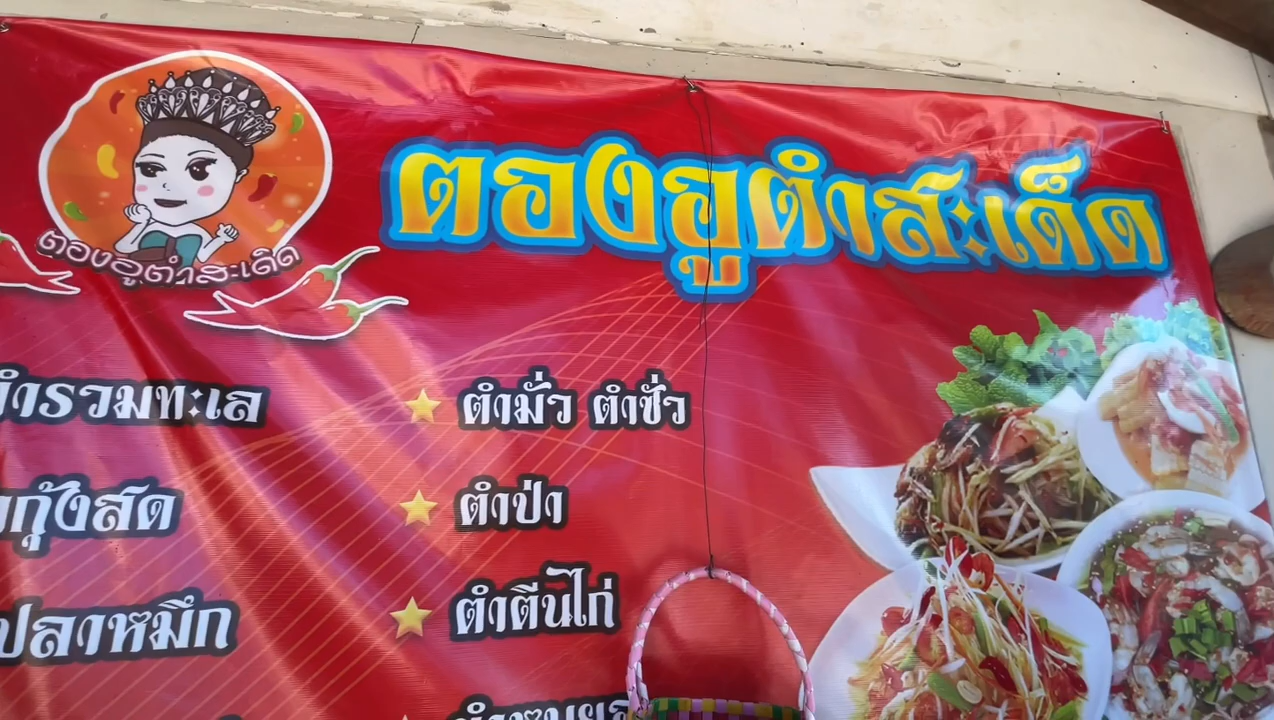 ตองอูตำสะเด็ด
ตองอูตำสะเด็ด
ตำรวมทะเล
ตำมั่ว ตำซั่ว
กุ้งสด
ตำป่า
ปลาหมึก
ตำตีนไก่